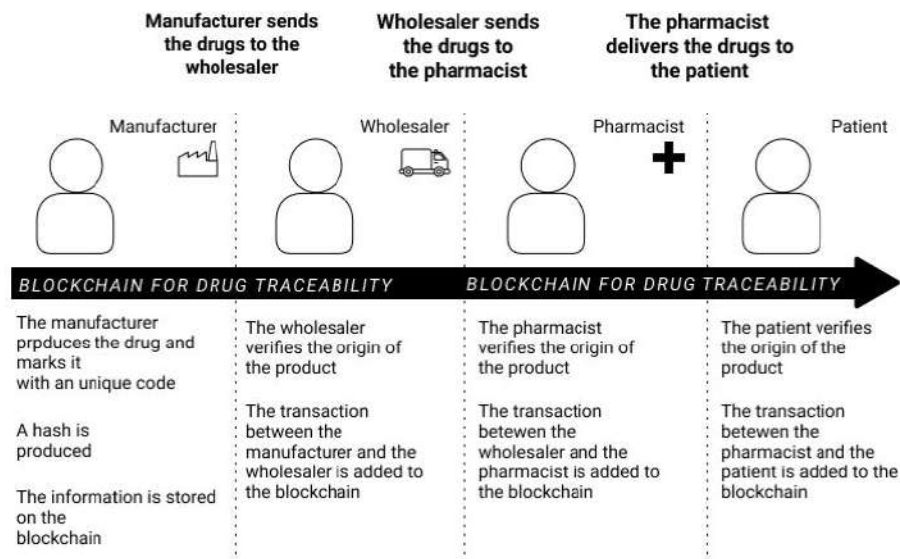 Manufacturer sends
the drugs to the
wholesaler
Wholesaler sends
the drugs to
the pharmacist
The pharmacist
delivers the drugs to
the patient
Manufacturer
Wholesaler
Pharmacist
Patient
BLOCKCHAIN FOR DRUG TRACEABILITY
BLOCKCHAIN FOR DRUG TRACEABILITY
The manufacturer
prpduces the drug and
marks it
with an unique code
A hash is
produced
The information is stored
on the
blockchain
The wholesaler
verifies the origin of
the product
The transaction
between the
manufacturer and the
wholesaler is added to
the blockchain
The pharmacist
verifies the origin of
the product
The transaction
betewen the
wholesaler and the
pharmacist is added to
the blockchain
The patient verifies
the origin of the
product
The transaction
betewen the
pharmacist and the
patient is added to the
blockchain